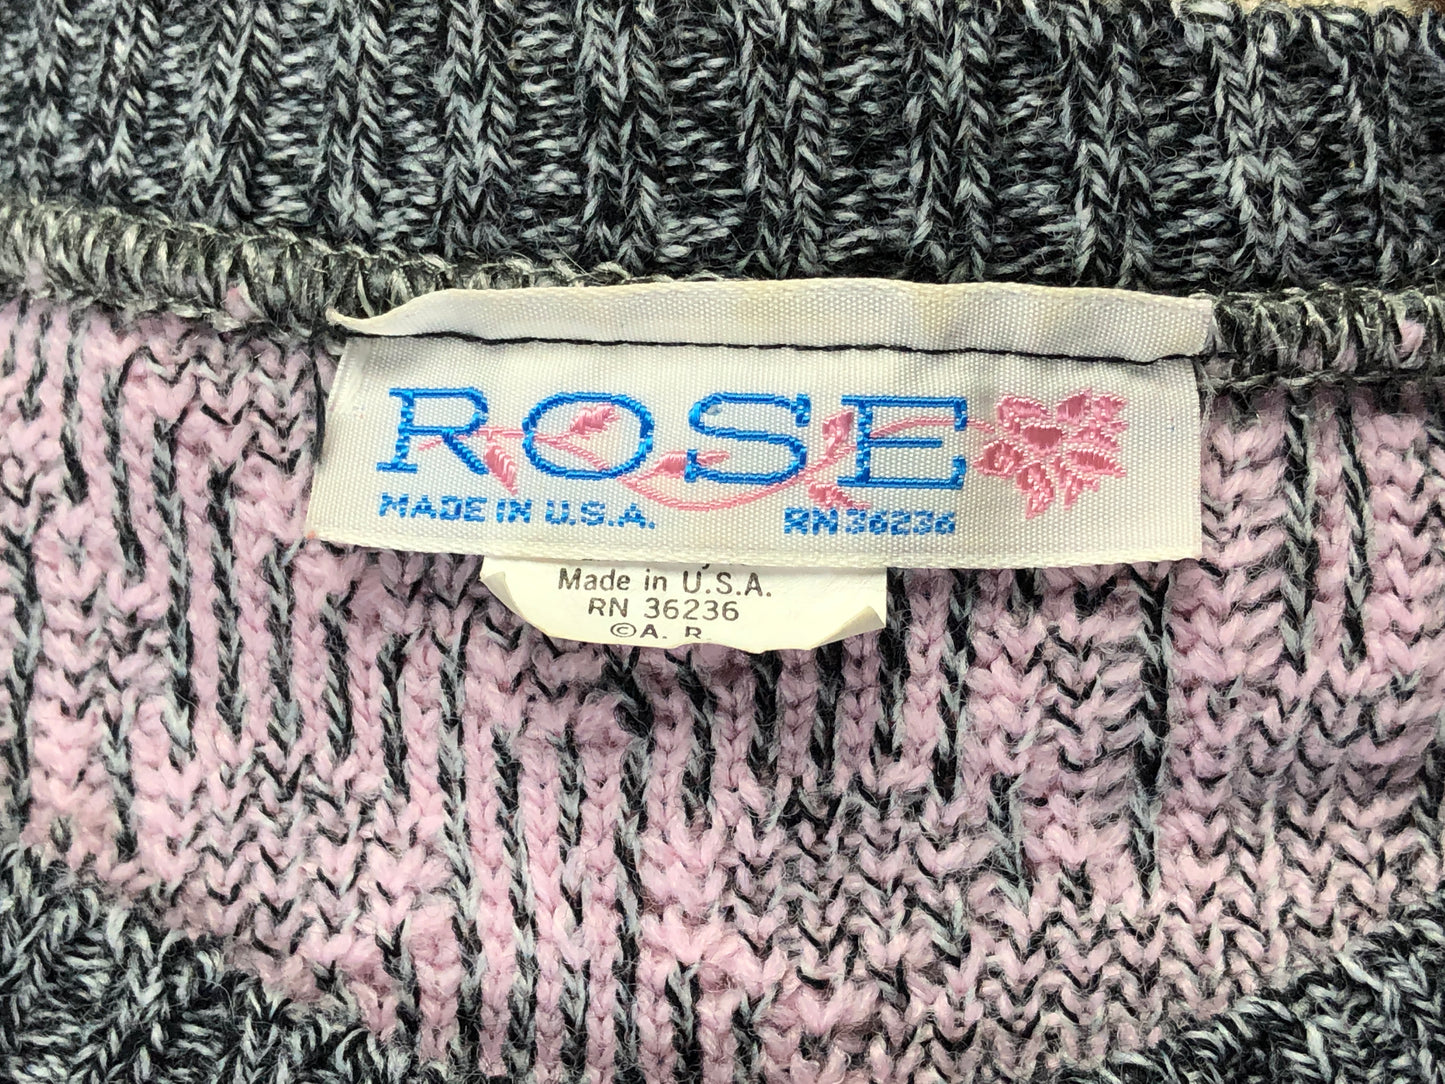 ROSE
MADE IN U.S.A. RN 36236
Made in U.S.A.
RN 36236
© A. R.